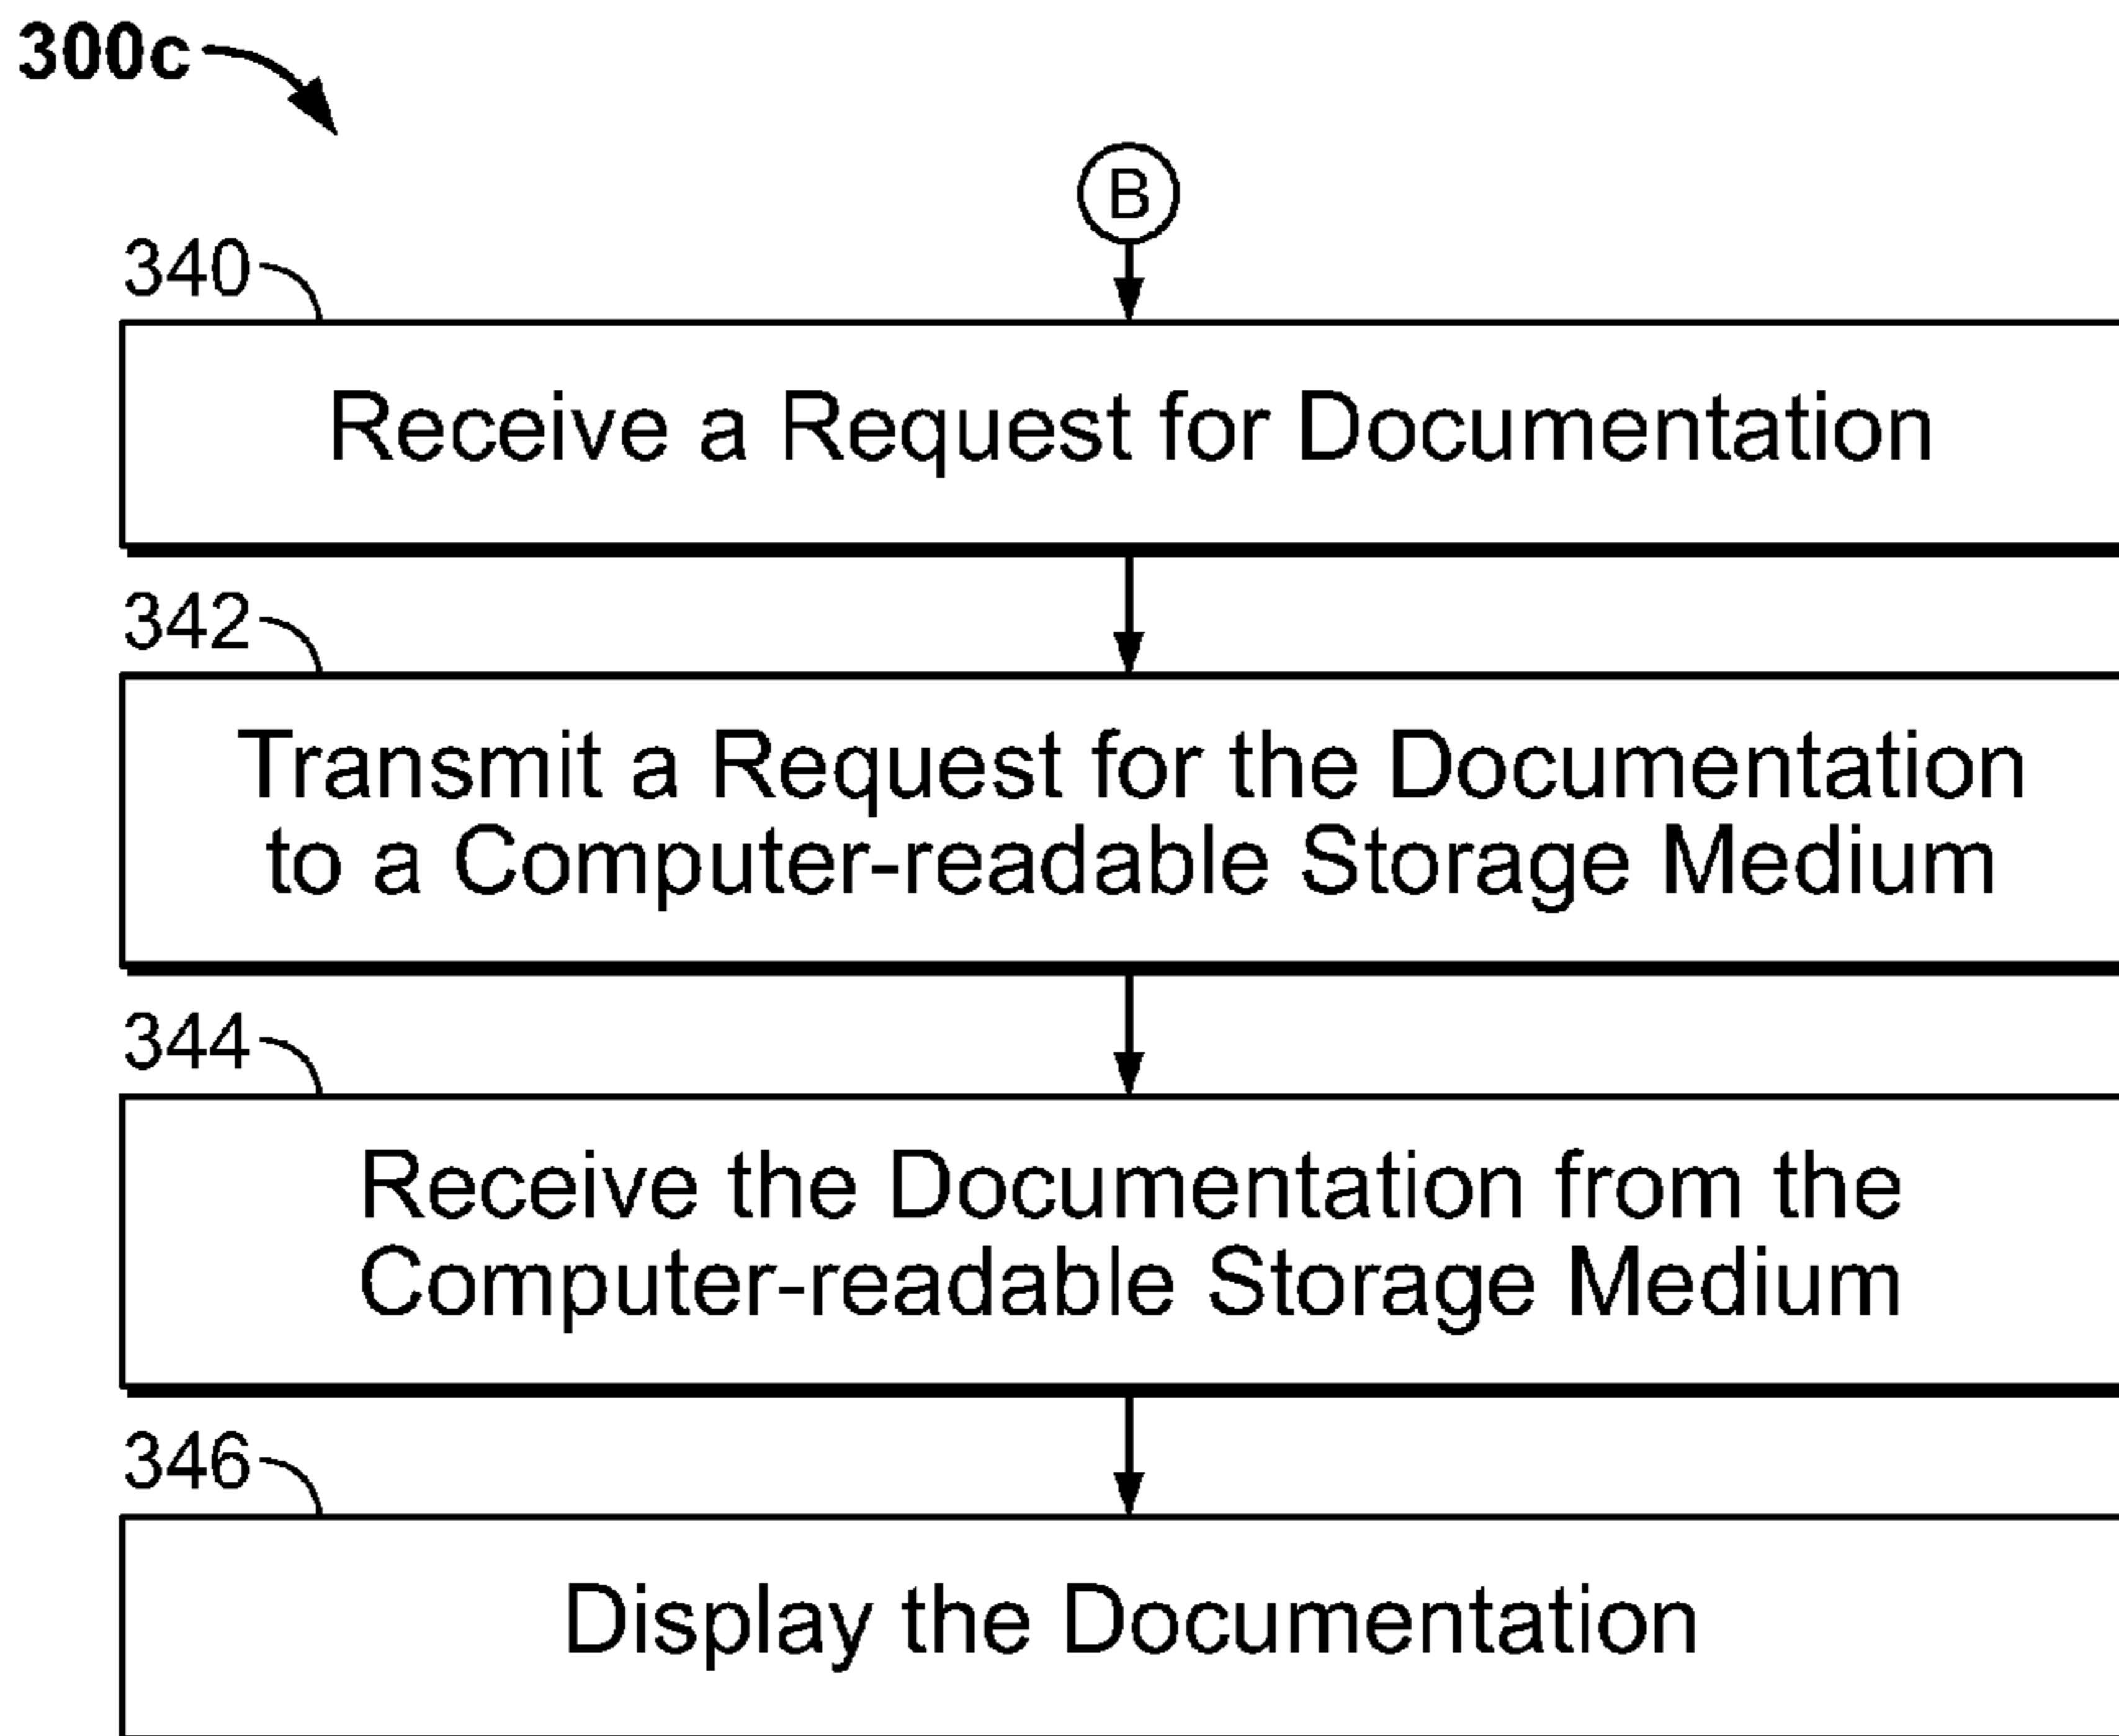 300c
B
340
Receive a Request for Documentation
342
Transmit a Request for the Documentation
to a Computer-readable Storage Medium
344
Receive the Documentation from the
Computer-readable Storage Medium
346
Display the Documentation